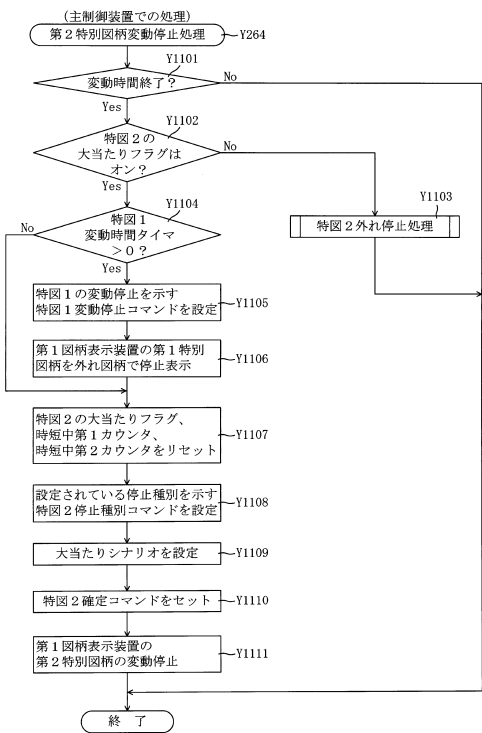 (主制御装置での処理)
第2特別図柄変動停止処理
Y264
変動時間終了?
Y1101
No
Yes
特図2の
大当たりフラグは
オン?
Y1102
No
Yes
特図2外れ停止処理
Y1103
特図1
変動時間タイマ
>0?
Y1104
No
Yes
特図1の変動停止を示す
特図1変動停止コマンドを設定
Y1105
第1図柄表示装置の第1特別
図柄を外れ図柄で停止表示
Y1106
特図2の大当たりフラグ、
時短中第1カウンタ、
時短中第2カウンタをリセット
Y1107
設定されている停止種別を示す
特図2停止種別コマンドを設定
Y1108
大当たりシナリオを設定
Y1109
特図2確定コマンドをセット
Y1110
第1図柄表示装置の
第2特別図柄の変動停止
Y1111
終 了